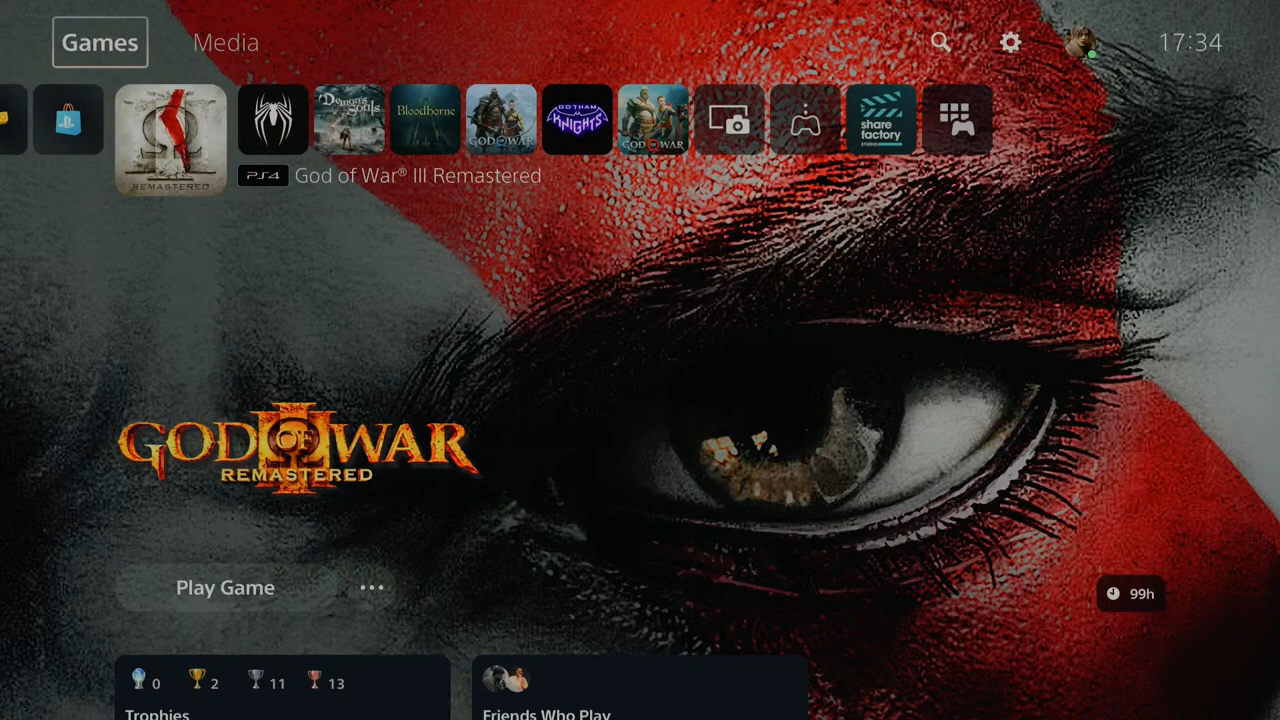 Games
Media
17:34
REMASTERED
Demon's Souls
Bloodborne
GOD OF WAR
GOTHAM KNIGHTS
GOD OF WAR
share
factory
STUDIO
PS4 God of War® III Remastered
GOD OF WAR
REMASTERED
Play Game
99h
0 2 11 13
Trophies
Friends Who Play